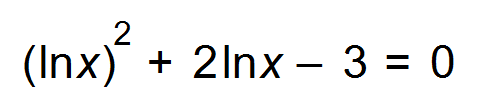 (lnx)² + 2lnx – 3 = 0